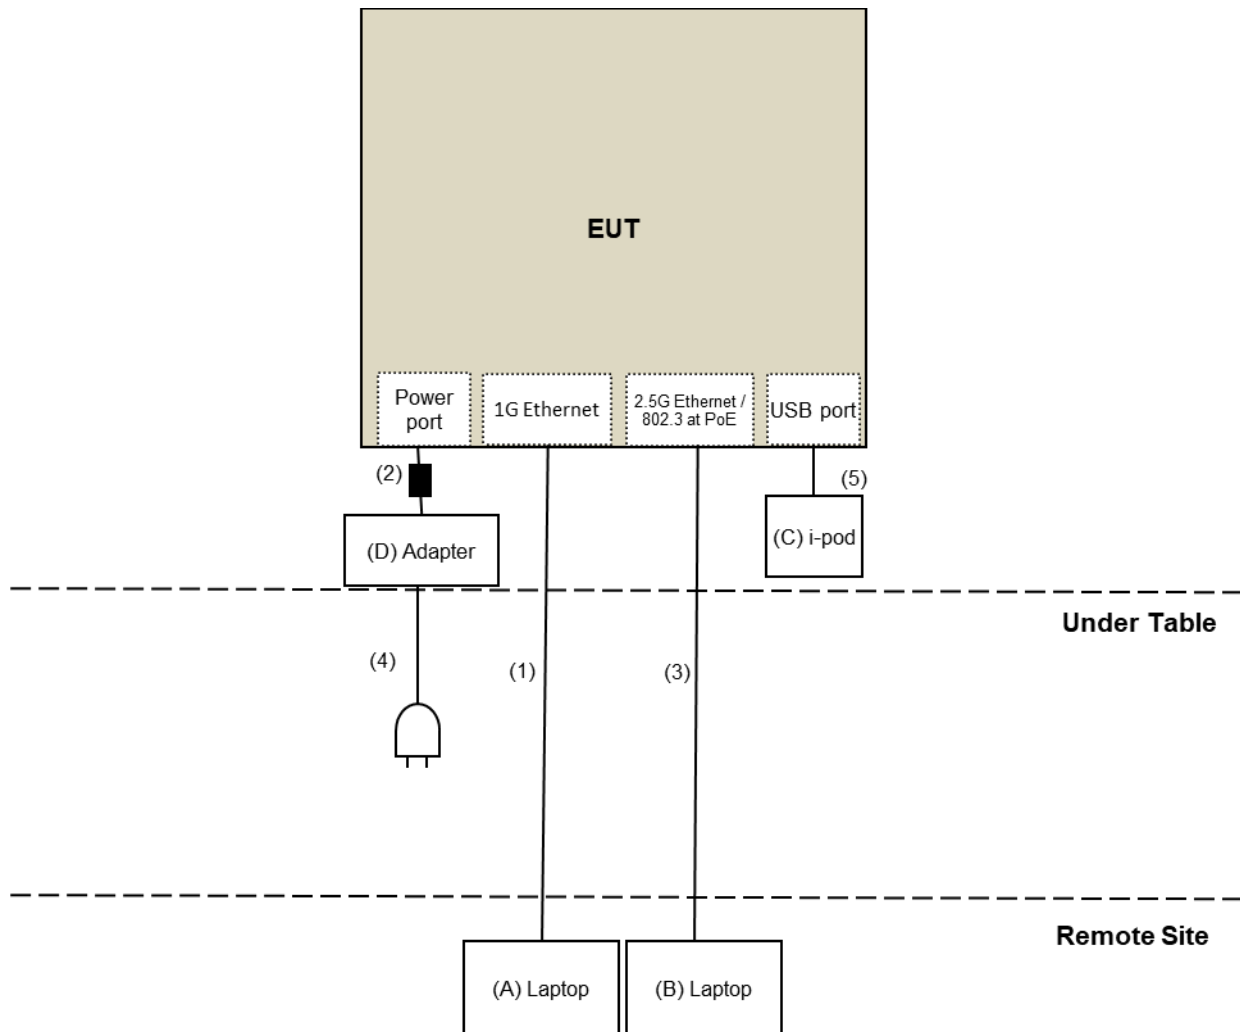 EUT
Power
port
1G Ethernet
2.5G Ethernet /
802.3 at PoE
USB port
(2)
(5)
(D) Adapter
(C) i-pod
Under Table
(4)
(1)
(3)
Remote Site
(A) Laptop
(B) Laptop